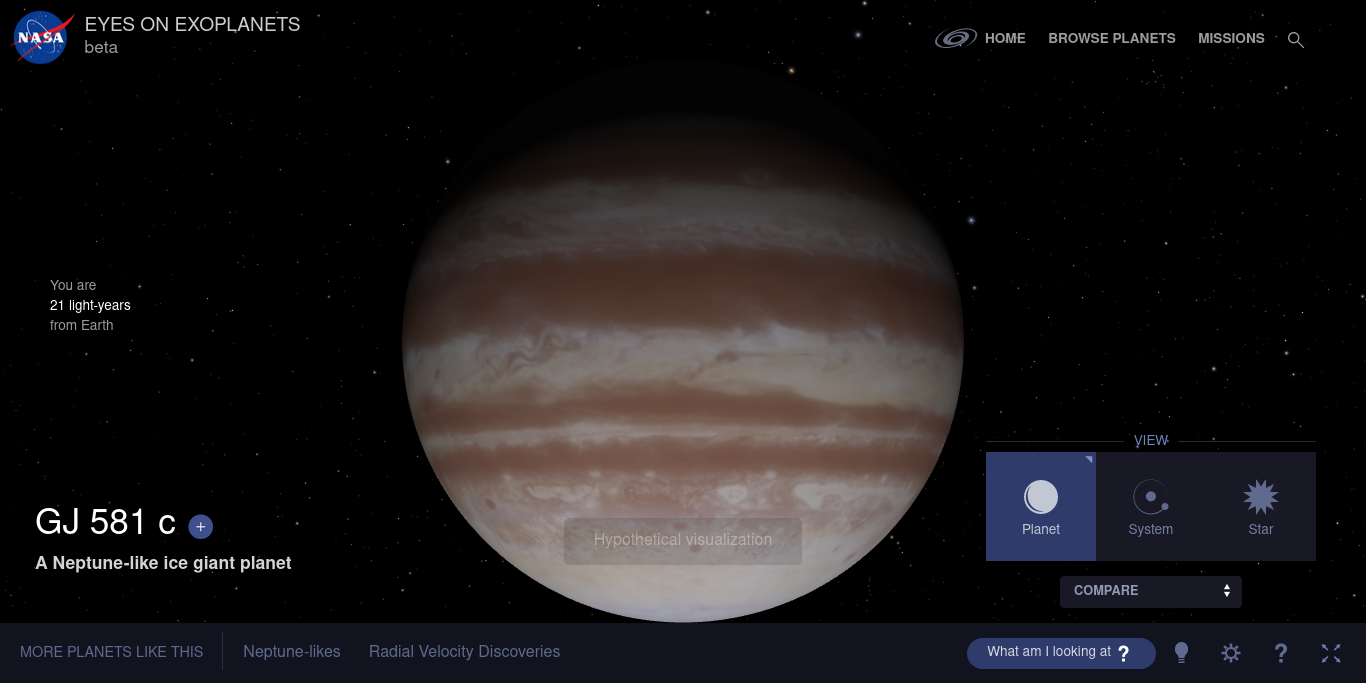 NASA
EYES ON EXOPLANETS
beta
HOME
BROWSE PLANETS
MISSIONS
You are
21 light-years
from Earth
VIEW
Planet
System
Star
GJ 581 c +
A Neptune-like ice giant planet
Hypothetical visualization
COMPARE
MORE PLANETS LIKE THIS
Neptune-likes
Radial Velocity Discoveries
What am I looking at ?
?